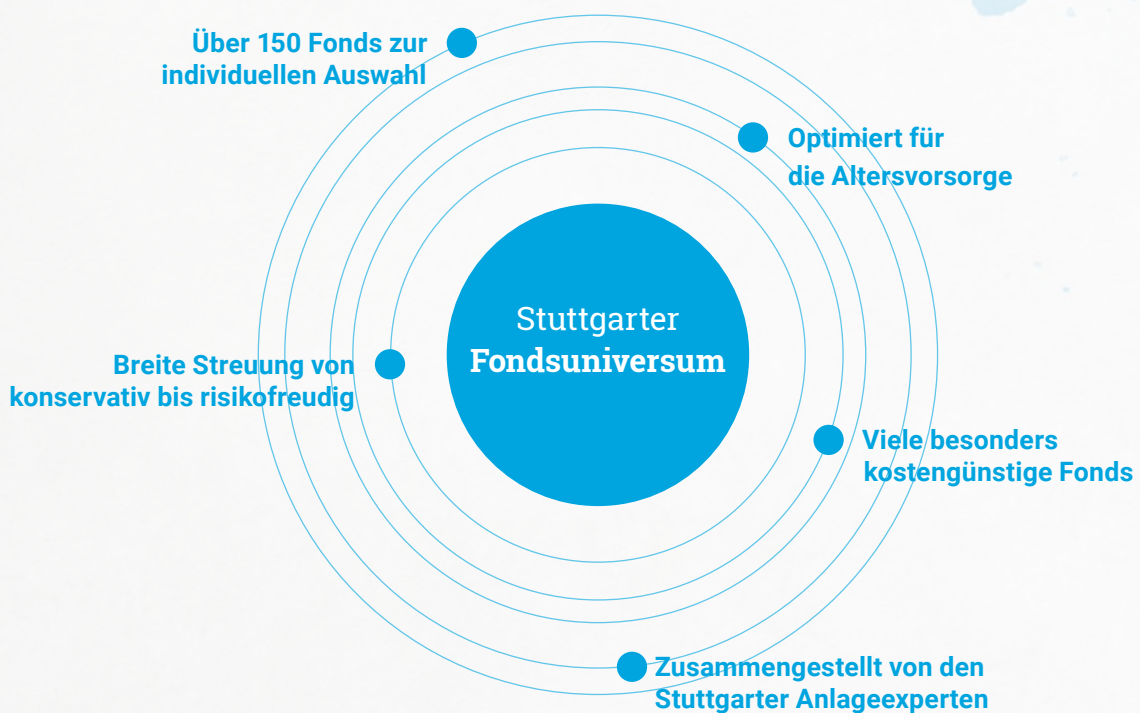 Über 150 Fonds zur
individuellen Auswahl
Optimiert für
die Altersvorsorge
Stuttgarter
Fondsuniversum
Breite Streuung von
konservativ bis risikofreudig
Viele besonders
kostengünstige Fonds
Zusammengestellt von den
Stuttgarter Anlageexperten